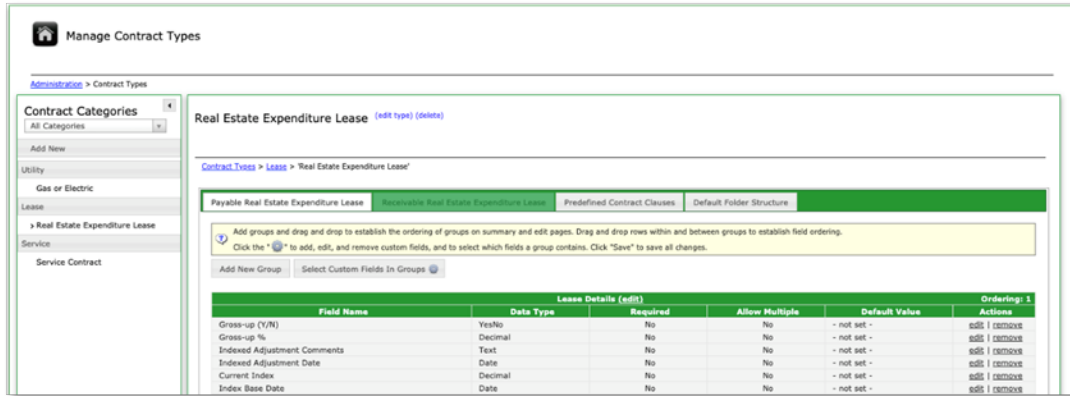 Manage Contract Types
Administration > Contract Types
Contract Categories
All Categories
Add New
Utility
Gas or Electric
Lease
› Real Estate Expenditure Lease
Service
Service Contract
Real Estate Expenditure Lease (edit type) (delete)
Contract Types > Lease > 'Real Estate Expenditure Lease'
Payable Real Estate Expenditure Lease Receivable Real Estate Expenditure Lease Predefined Contract Clauses Default Folder Structure
Add groups and drag and drop to establish the ordering of groups on summary and edit pages. Drag and drop rows within and between groups to establish field ordering.
Click the " " to add, edit, and remove custom fields, and to select which fields a group contains. Click "Save" to save all changes.
Add New Group Select Custom Fields In Groups
Lease Details (edit) Ordering: 1
Field Name Data Type Required Allow Multiple Default Value Actions
Gross-up (Y/N) YesNo No No - not set - edit | remove
Gross-up % Decimal No No - not set - edit | remove
Indexed Adjustment Comments Text No No - not set - edit | remove
Indexed Adjustment Date Date No No - not set - edit | remove
Current Index Decimal No No - not set - edit | remove
Index Base Date Date No No - not set - edit | remove